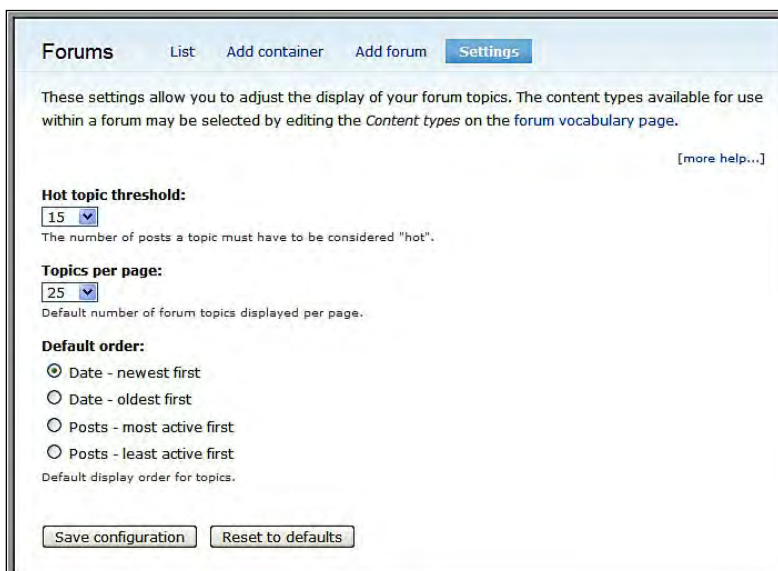 Forums List Add container Add forum Settings
These settings allow you to adjust the display of your forum topics. The content types available for use
within a forum may be selected by editing the Content types on the forum vocabulary page.
[more help...]
Hot topic threshold:
15
The number of posts a topic must have to be considered "hot".
Topics per page:
25
Default number of forum topics displayed per page.
Default order:
Date - newest first
Date - oldest first
Posts - most active first
Posts - least active first
Default display order for topics.
Save configuration Reset to defaults